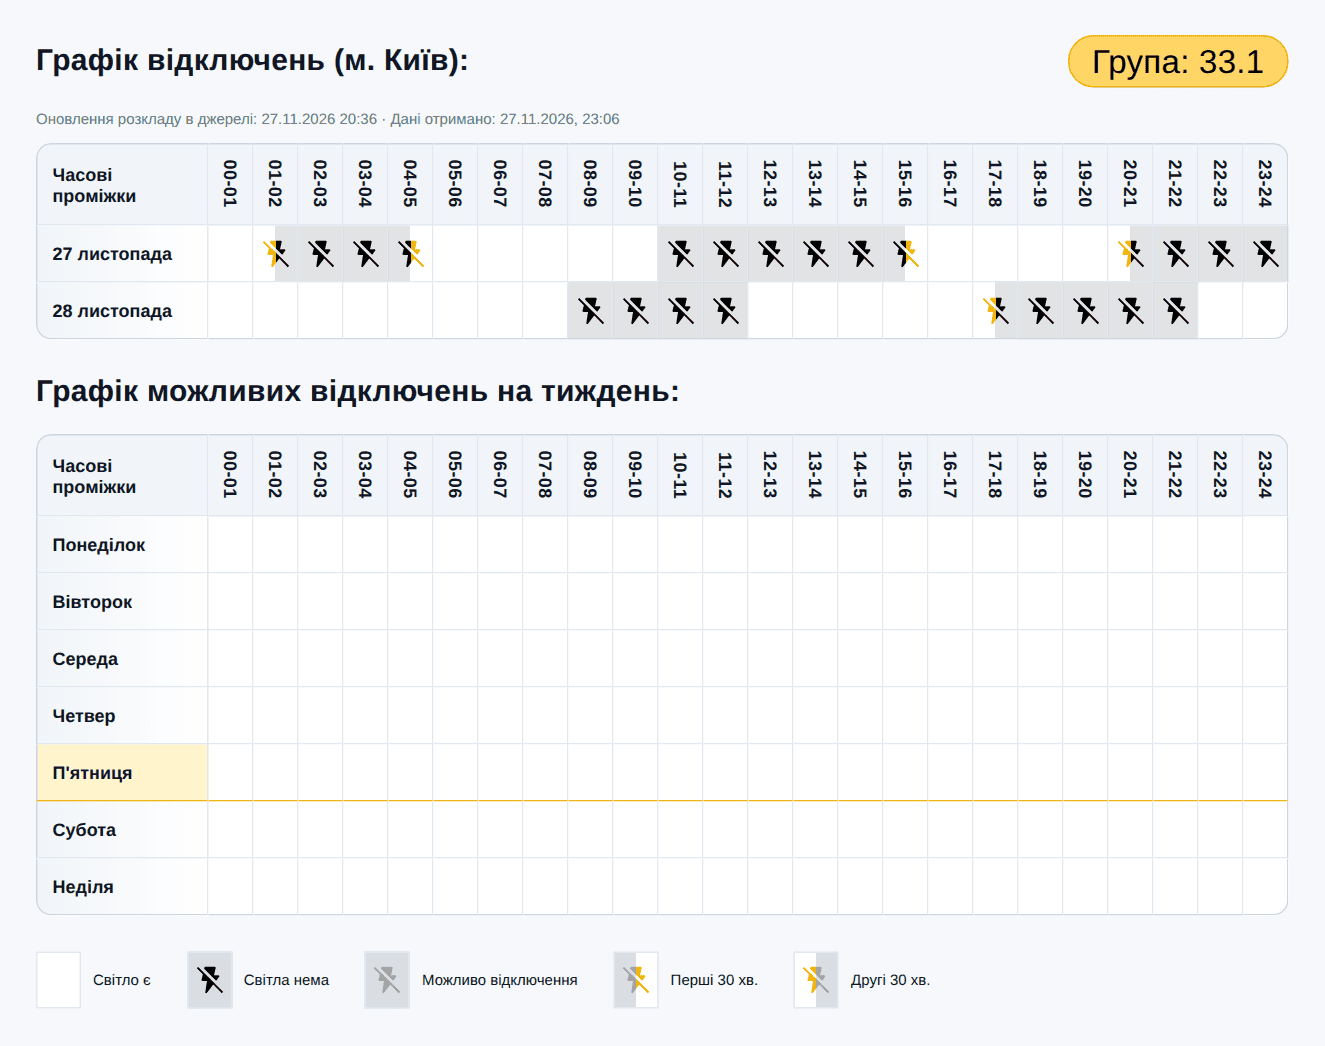 Графік відключень (м. Київ):
Група: 33.1
Оновлення розкладу в джерелі: 27.11.2026 20:36 · Дані отримано: 27.11.2026, 23:06
Часові проміжки 00-01 01-02 02-03 03-04 04-05 05-06 06-07 07-08 08-09 09-10 10-11 11-12 12-13 13-14 14-15 15-16 16-17 17-18 18-19 19-20 20-21 21-22 22-23 23-24
27 листопада
28 листопада
Графік можливих відключень на тиждень:
Часові проміжки 00-01 01-02 02-03 03-04 04-05 05-06 06-07 07-08 08-09 09-10 10-11 11-12 12-13 13-14 14-15 15-16 16-17 17-18 18-19 19-20 20-21 21-22 22-23 23-24
Понеділок
Вівторок
Середа
Четвер
П'ятниця
Субота
Неділя
Світло є Світла нема Можливо відключення Перші 30 хв. Другі 30 хв.